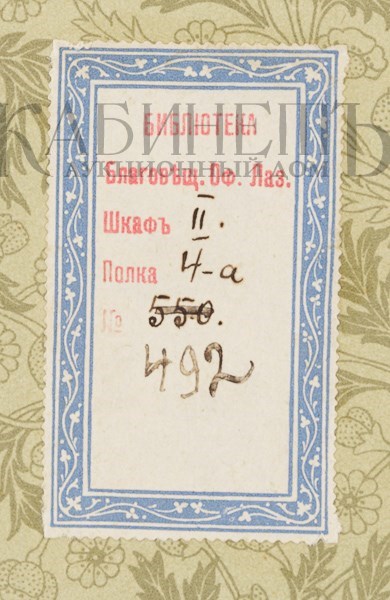 КАБИНЕТЪ
АУКЦИОННЫЙ ДОМ
БИБЛІОТЕКА
Благовѣщ. Оф. Лаз.
Шкафъ II.
Полка 4-а
№ 550.
492